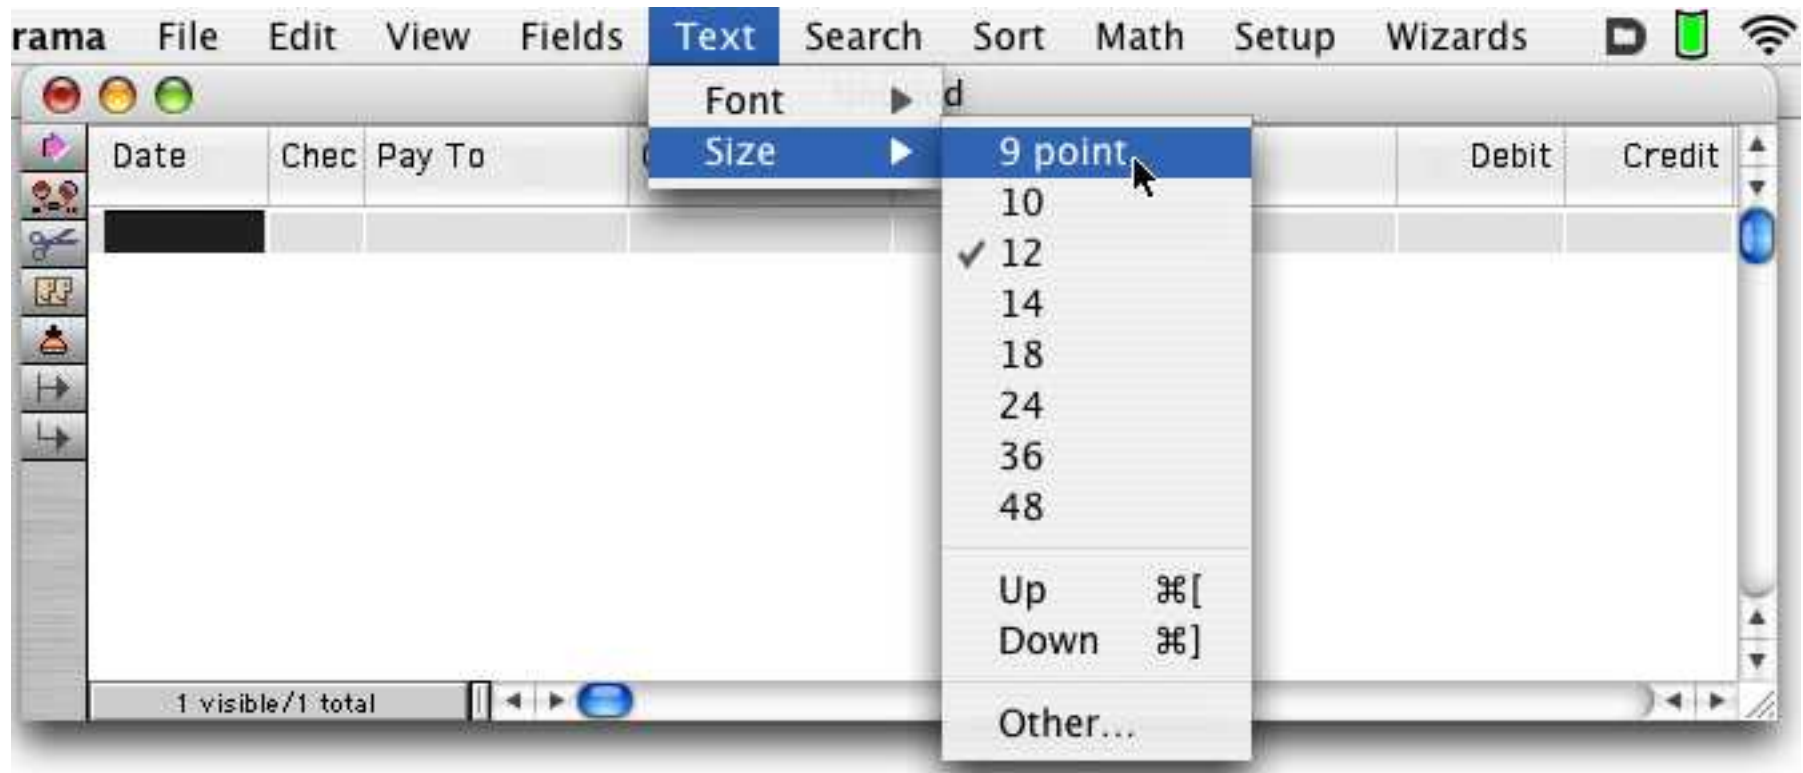 rama File Edit View Fields Text Search Sort Math Setup Wizards
Font
Size
Date Chec Pay To Debit Credit
9 point
10
12
14
18
24
36
48
Up ⌘[
Down ⌘]
Other...
1 visible/1 total